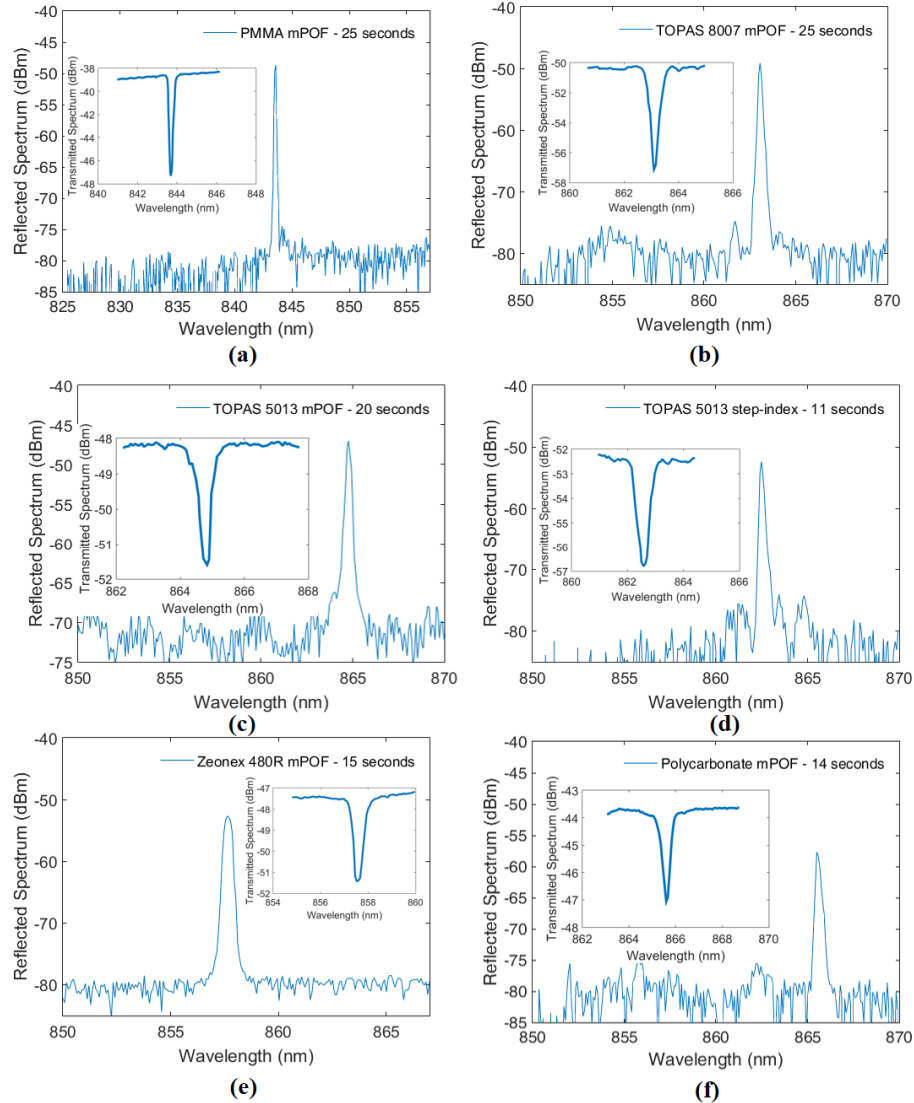 PMMA mPOF - 25 seconds
Reflected Spectrum (dBm)
-40
-50
-60
-70
-80
-85
825 830 835 840 845 850 855
Wavelength (nm)
Transmitted Spectrum (dBm)
-38
-40
-42
-44
-46
-48
840 842 844 846 848
Wavelength (nm)
(a)
TOPAS 8007 mPOF - 25 seconds
Reflected Spectrum (dBm)
-40
-50
-60
-70
-80
850 855 860 865 870
Wavelength (nm)
Transmitted Spectrum (dBm)
-50
-52
-54
-56
-58
860 862 864 866
Wavelength (nm)
(b)
TOPAS 5013 mPOF - 20 seconds
Reflected Spectrum (dBm)
-40
-50
-60
-70
-75
850 855 860 865 870
Wavelength (nm)
Transmitted Spectrum (dBm)
-48
-49
-50
-51
-52
862 864 866 868
Wavelength (nm)
(c)
TOPAS 5013 step-index - 11 seconds
Reflected Spectrum (dBm)
-40
-50
-60
-70
-80
850 855 860 865 870
Wavelength (nm)
Transmitted Spectrum (dBm)
-52
-53
-54
-55
-56
-57
860 862 864 866
Wavelength (nm)
(d)
Zeonex 480R mPOF - 15 seconds
Reflected Spectrum (dBm)
-40
-50
-60
-70
-80
850 855 860 865
Wavelength (nm)
Transmitted Spectrum (dBm)
-47
-48
-49
-50
-51
-52
854 856 858 860
Wavelength (nm)
(e)
Polycarbonate mPOF - 14 seconds
Reflected Spectrum (dBm)
-40
-50
-60
-70
-80
-85
850 855 860 865 870
Wavelength (nm)
Transmitted Spectrum (dBm)
-43
-44
-45
-46
-47
-48
862 864 866 868 870
Wavelength (nm)
(f)